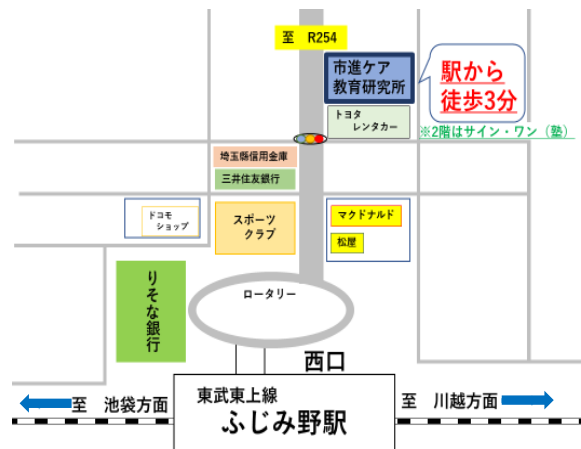 至 R254
市進ケア
教育研究所
駅から
徒歩3分
トヨタ
レンタカー
※2階はサイン・ワン（塾）
埼玉縣信用金庫
三井住友銀行
ドコモ
ショップ
スポーツ
クラブ
マクドナルド
松屋
りそな銀行
ロータリー
西口
至 池袋方面
東武東上線
ふじみ野駅
至 川越方面